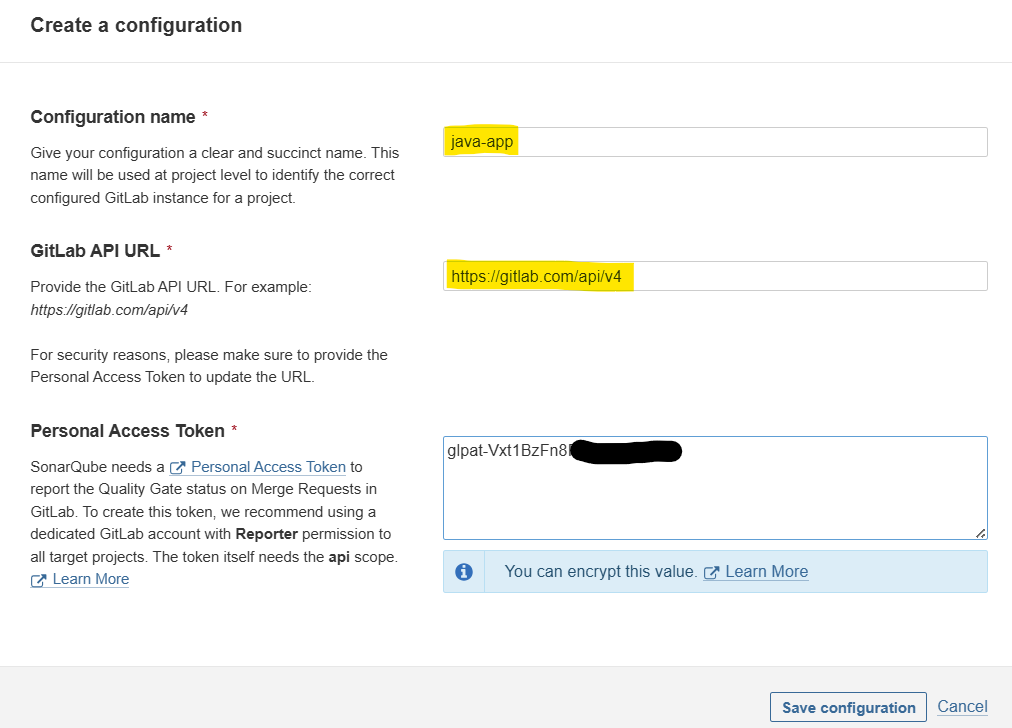 Create a configuration
Configuration name *
java-app
Give your configuration a clear and succinct name. This
name will be used at project level to identify the correct
configured GitLab instance for a project.
GitLab API URL *
https://gitlab.com/api/v4
Provide the GitLab API URL. For example:
https://gitlab.com/api/v4
For security reasons, please make sure to provide the
Personal Access Token to update the URL.
Personal Access Token *
glpat-Vxt1BzFn8
SonarQube needs a Personal Access Token to
report the Quality Gate status on Merge Requests in
GitLab. To create this token, we recommend using a
dedicated GitLab account with Reporter permission to
all target projects. The token itself needs the api scope.
Learn More
You can encrypt this value. Learn More
Save configuration
Cancel